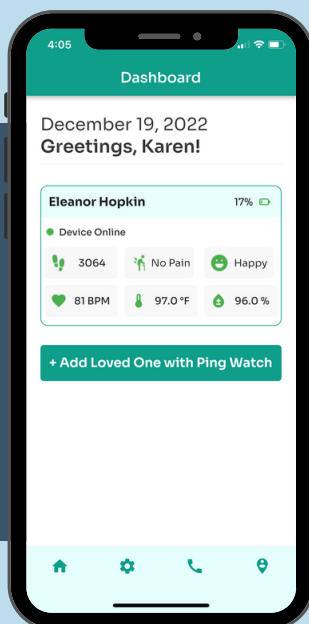 4:05
Dashboard
December 19, 2022
Greetings, Karen!
Eleanor Hopkin 17%
Device Online
3064 No Pain Happy
81 BPM 97.0 °F 96.0 %
+ Add Loved One with Ping Watch